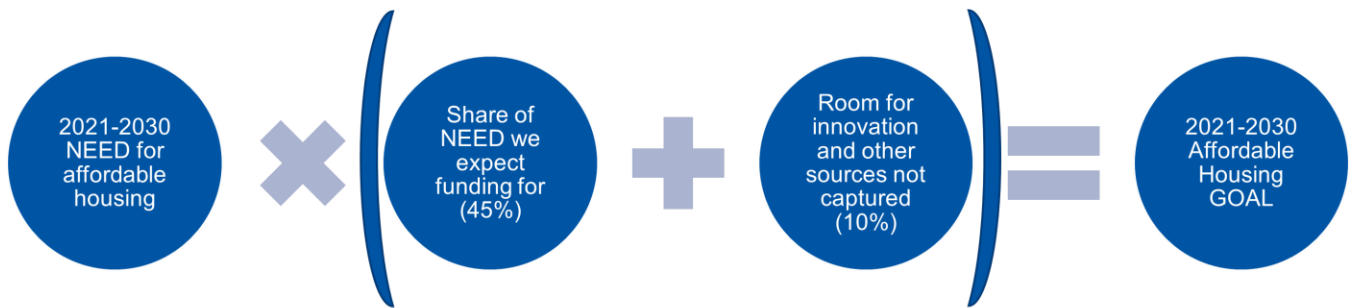 2021-2030
NEED for
affordable
housing
Share of
NEED we
expect
funding for
(45%)
Room for
innovation
and other
sources not
captured
(10%)
2021-2030
Affordable
Housing
GOAL